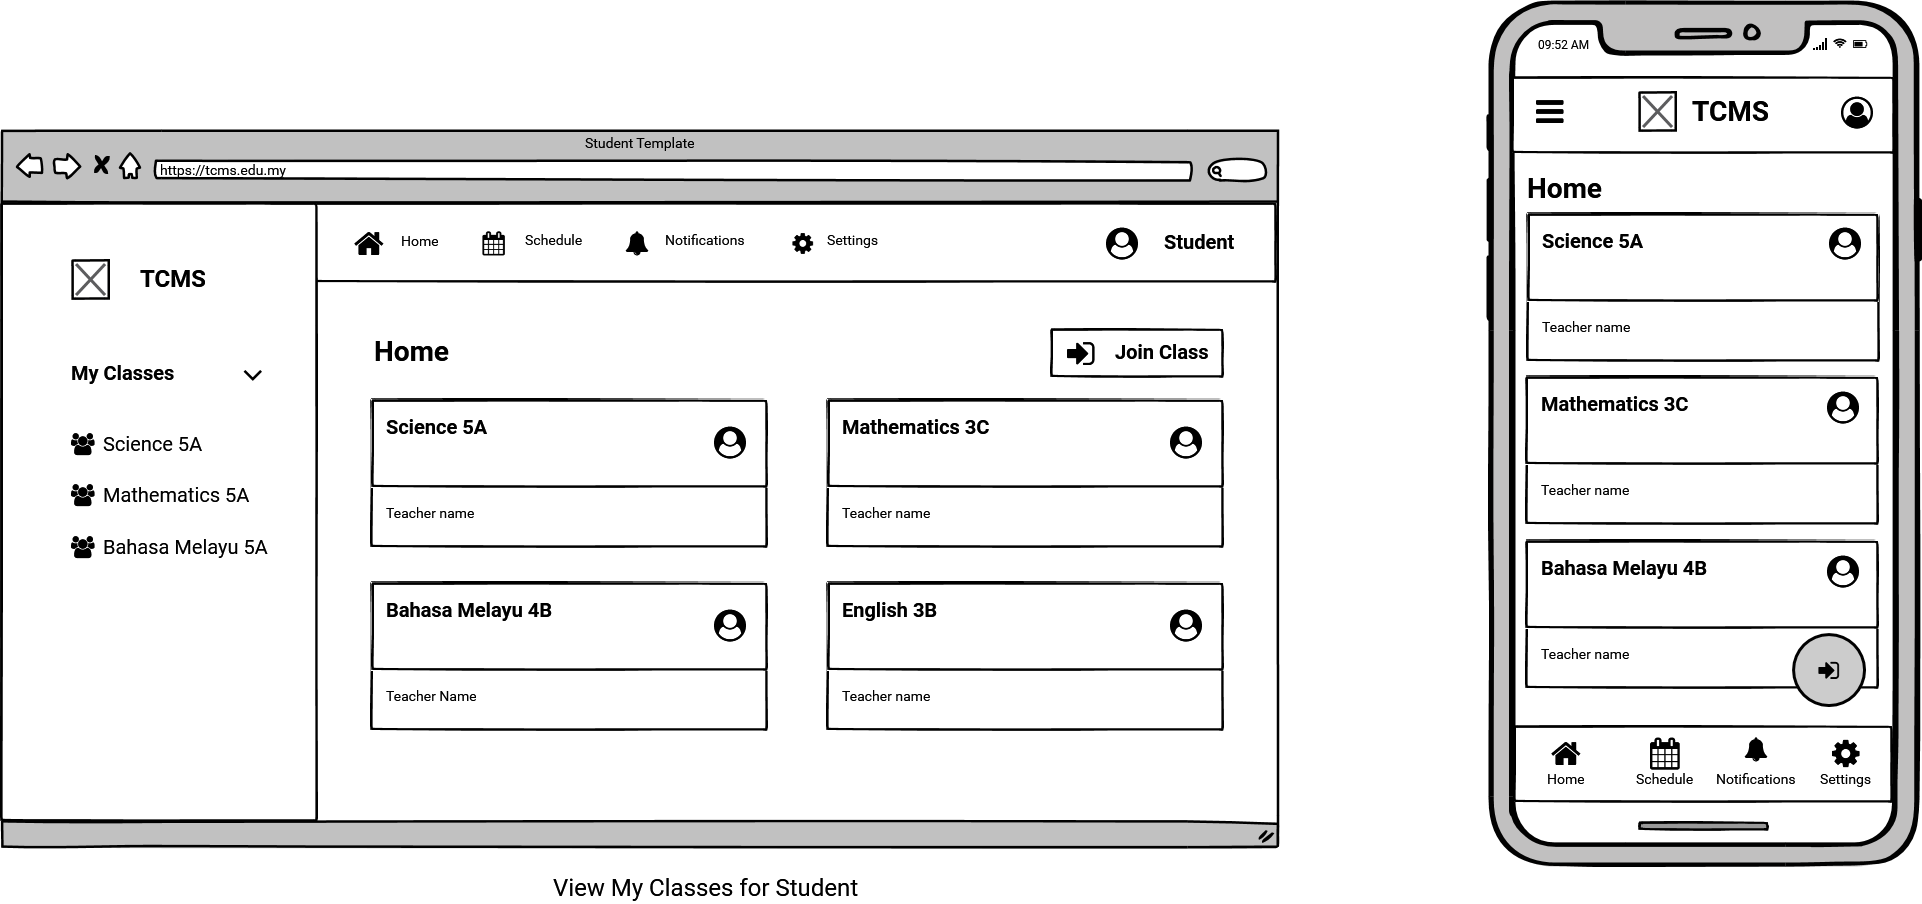 Student Template
https://tcms.edu.my
TCMS
My Classes
Science 5A
Mathematics 5A
Bahasa Melayu 5A
Home
Schedule
Notifications
Settings
Student
Home
Join Class
Science 5A
Teacher name
Mathematics 3C
Teacher name
Bahasa Melayu 4B
Teacher Name
English 3B
Teacher name
View My Classes for Student
09:52 AM
TCMS
Home
Science 5A
Teacher name
Mathematics 3C
Teacher name
Bahasa Melayu 4B
Teacher name
Home
Schedule
Notifications
Settings